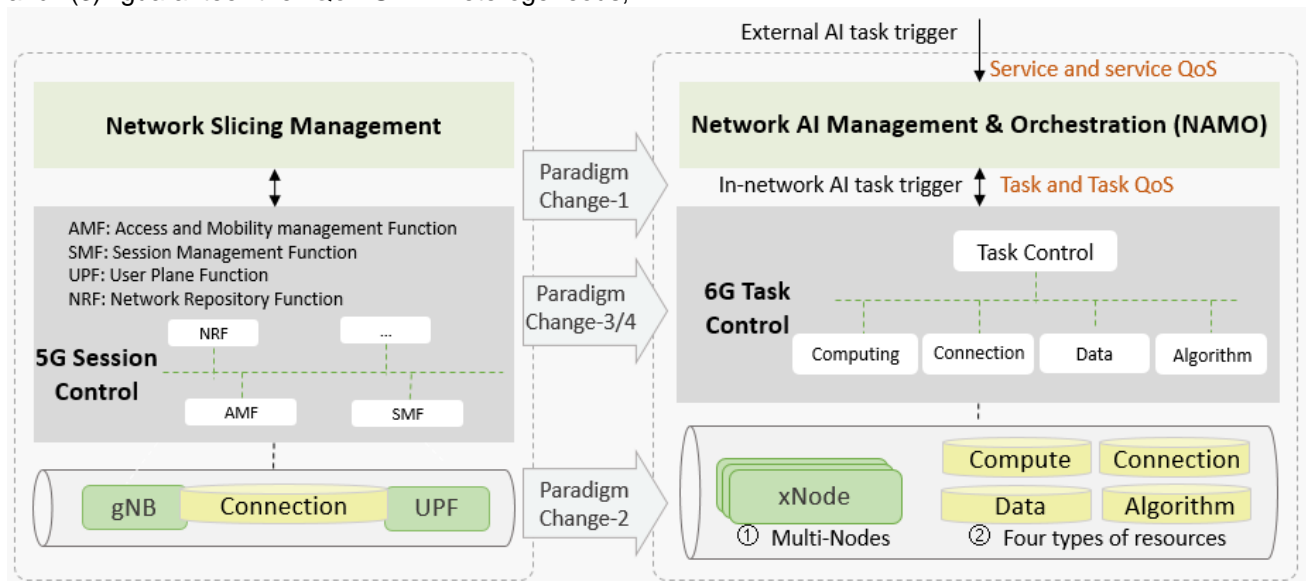 External AI task trigger
Service and service QoS
Network Slicing Management
Network AI Management & Orchestration (NAMO)
Paradigm
Change-1
In-network AI task trigger
Task and Task QoS
AMF: Access and Mobility management Function
SMF: Session Management Function
UPF: User Plane Function
NRF: Network Repository Function
NRF
...
5G Session
Control
AMF
SMF
Paradigm
Change-3/4
Task Control
6G Task
Control
Computing
Connection
Data
Algorithm
gNB
Connection
UPF
Paradigm
Change-2
xNode
① Multi-Nodes
Compute
Connection
Data
Algorithm
② Four types of resources